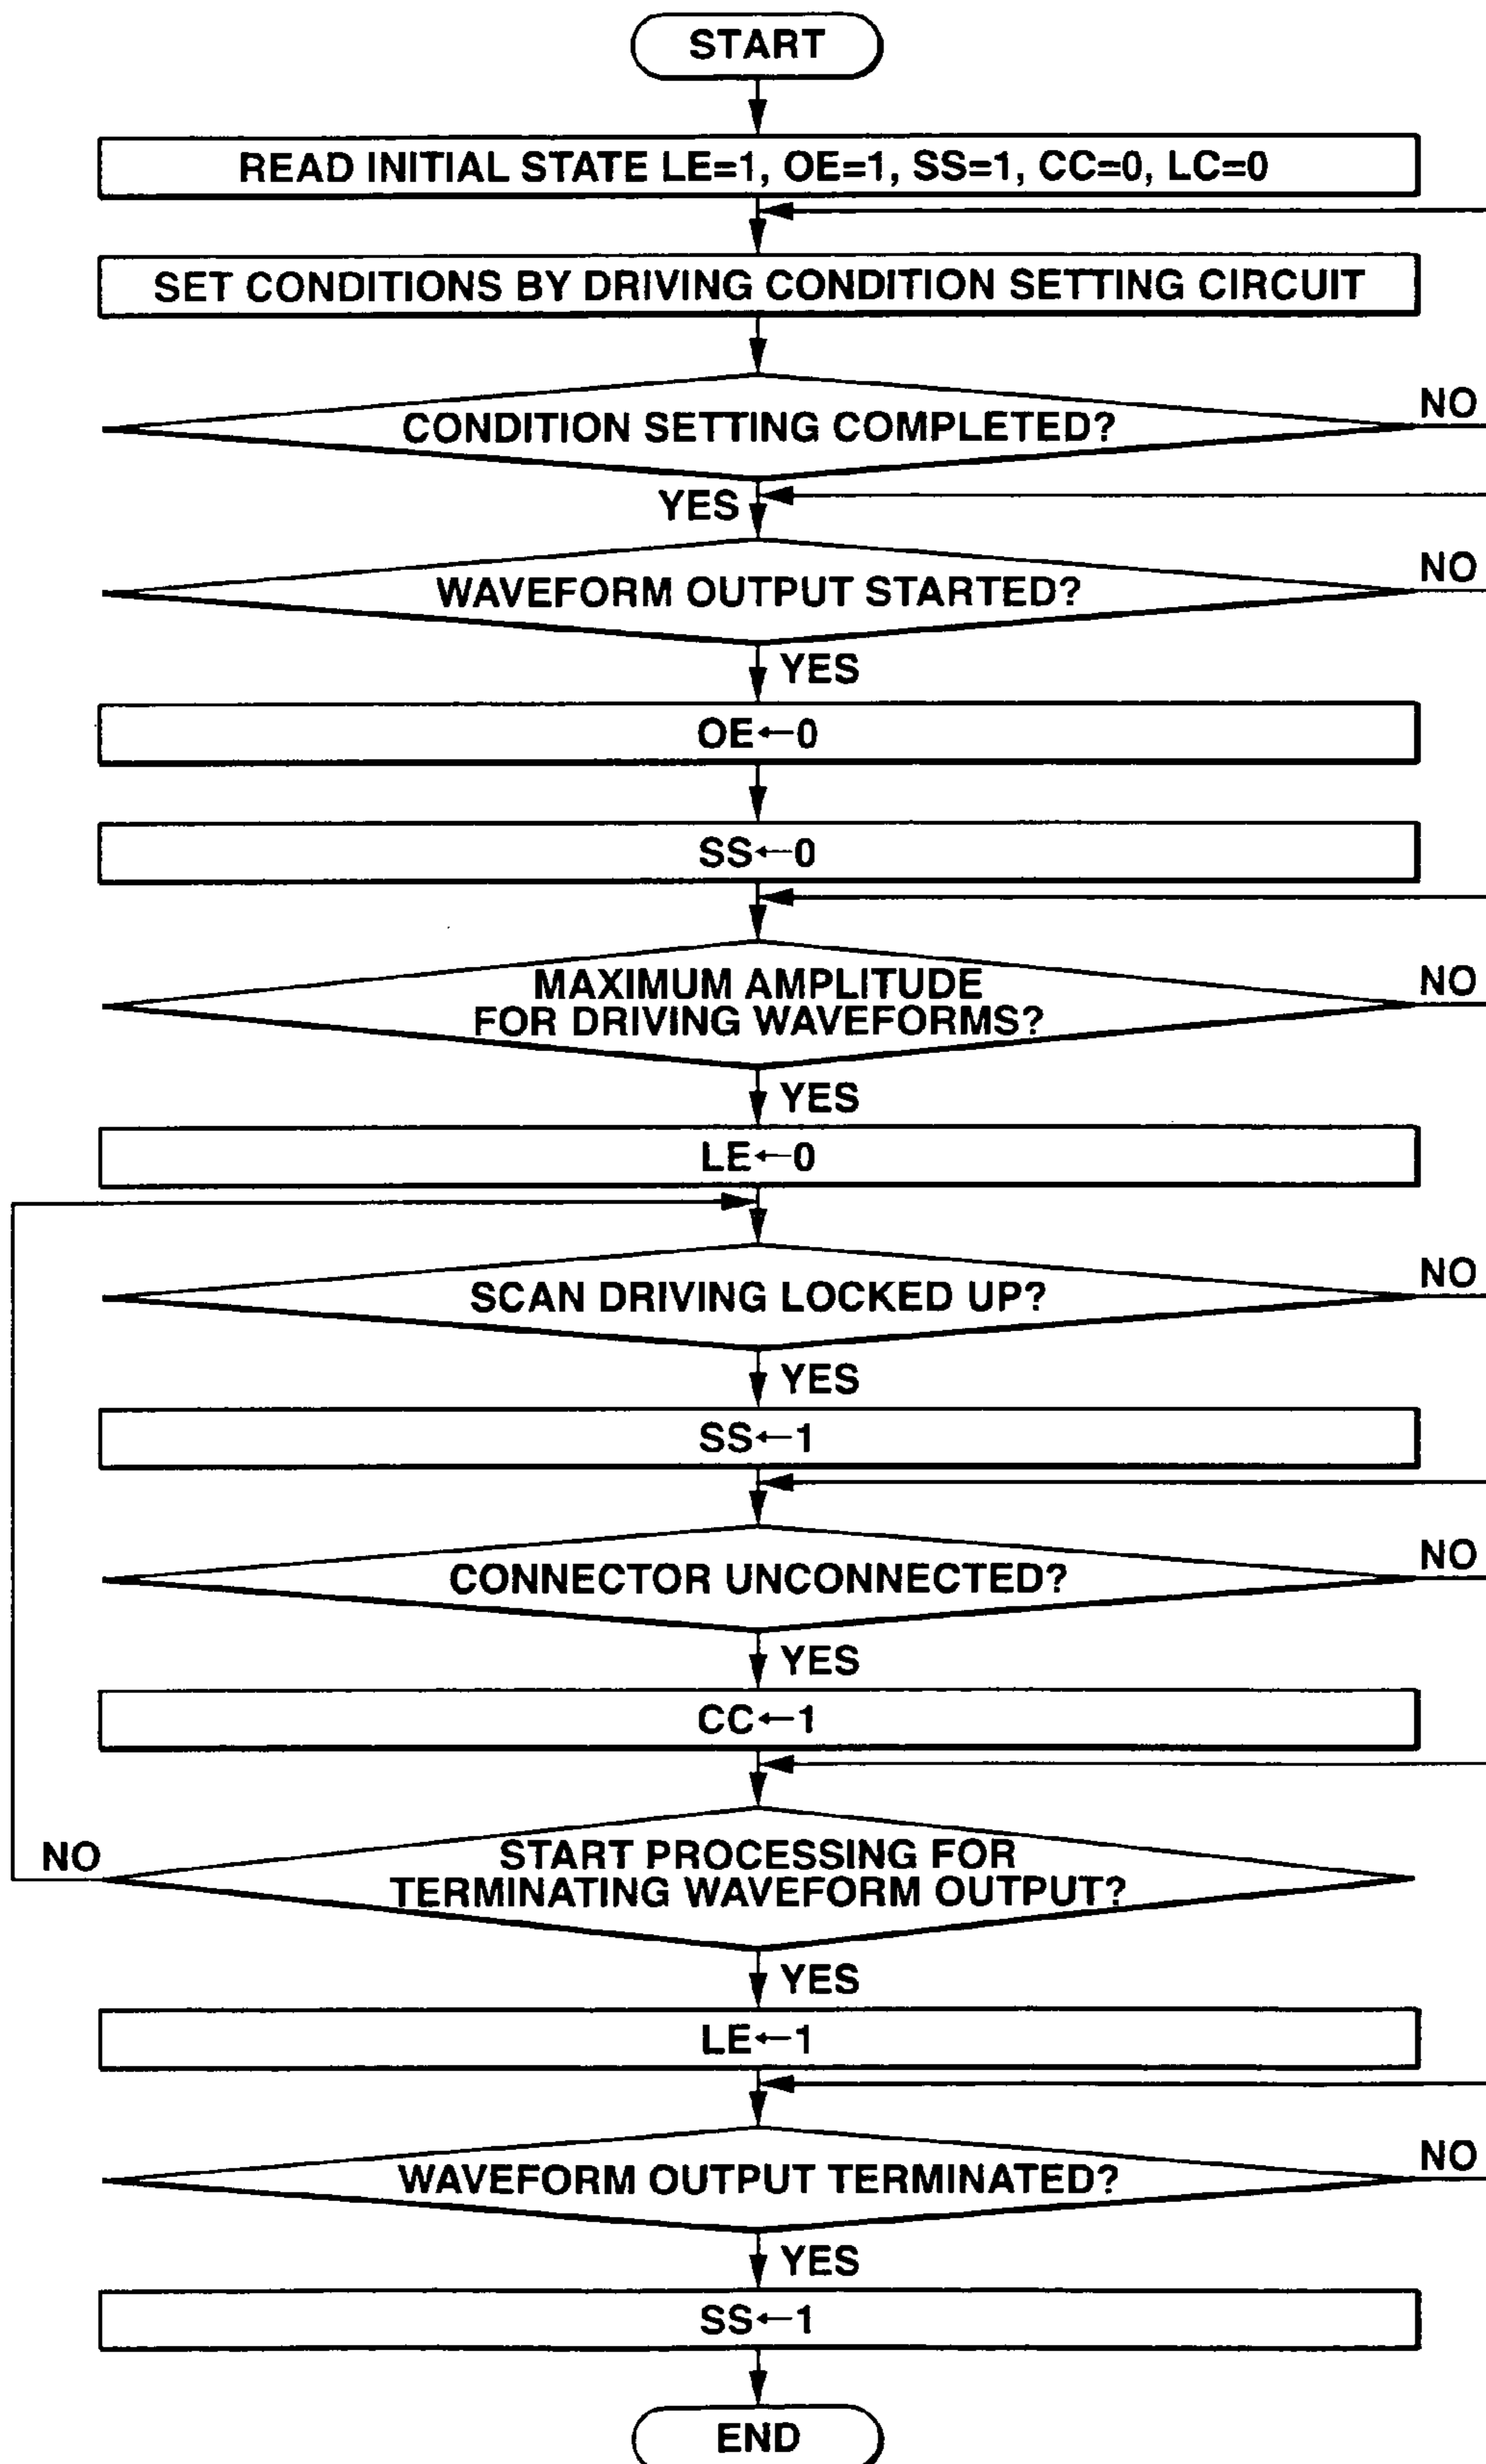 START
READ INITIAL STATE LE=1, OE=1, SS=1, CC=0, LC=0
SET CONDITIONS BY DRIVING CONDITION SETTING CIRCUIT
CONDITION SETTING COMPLETED?
NO
YES
WAVEFORM OUTPUT STARTED?
NO
YES
OE←0
SS←0
MAXIMUM AMPLITUDE
FOR DRIVING WAVEFORMS?
NO
YES
LE←0
SCAN DRIVING LOCKED UP?
NO
YES
SS←1
CONNECTOR UNCONNECTED?
NO
YES
CC←1
START PROCESSING FOR
TERMINATING WAVEFORM OUTPUT?
NO
YES
LE←1
WAVEFORM OUTPUT TERMINATED?
NO
YES
SS←1
END